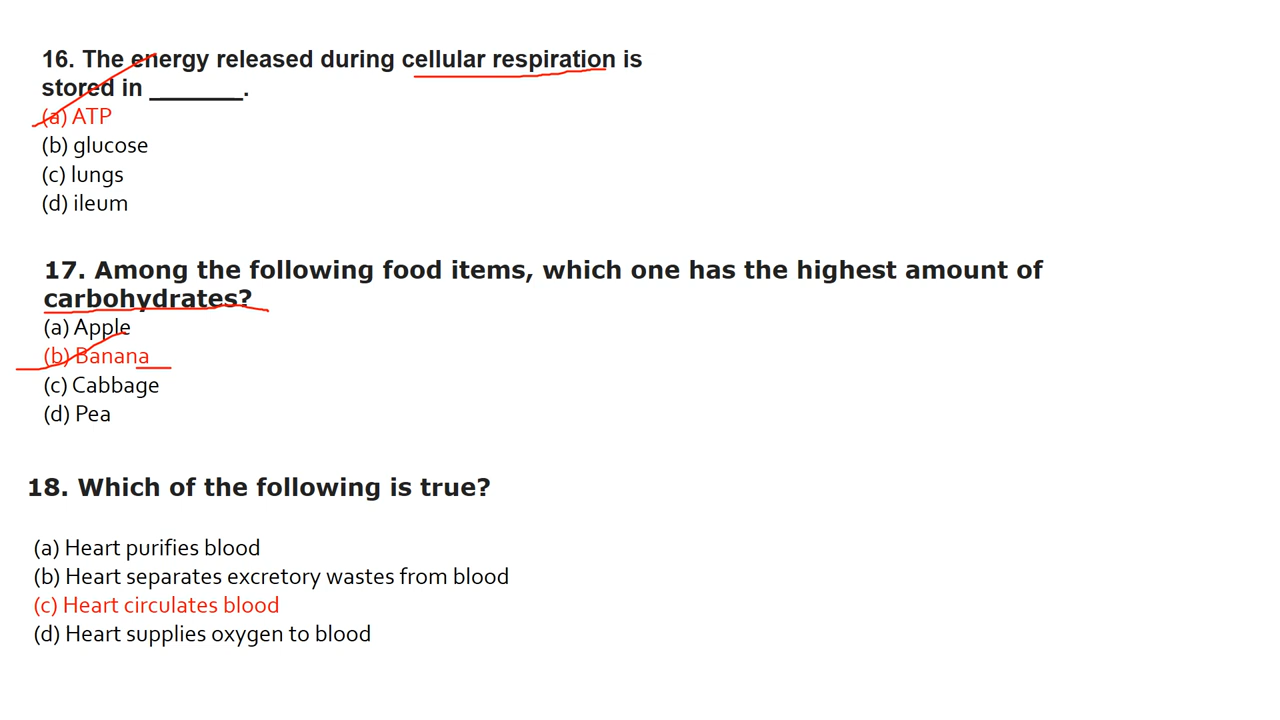 16. The energy released during cellular respiration is
stored in _______.
(a) ATP
(b) glucose
(c) lungs
(d) ileum
17. Among the following food items, which one has the highest amount of
carbohydrates?
(a) Apple
(b) Banana
(c) Cabbage
(d) Pea
18. Which of the following is true?
(a) Heart purifies blood
(b) Heart separates excretory wastes from blood
(c) Heart circulates blood
(d) Heart supplies oxygen to blood